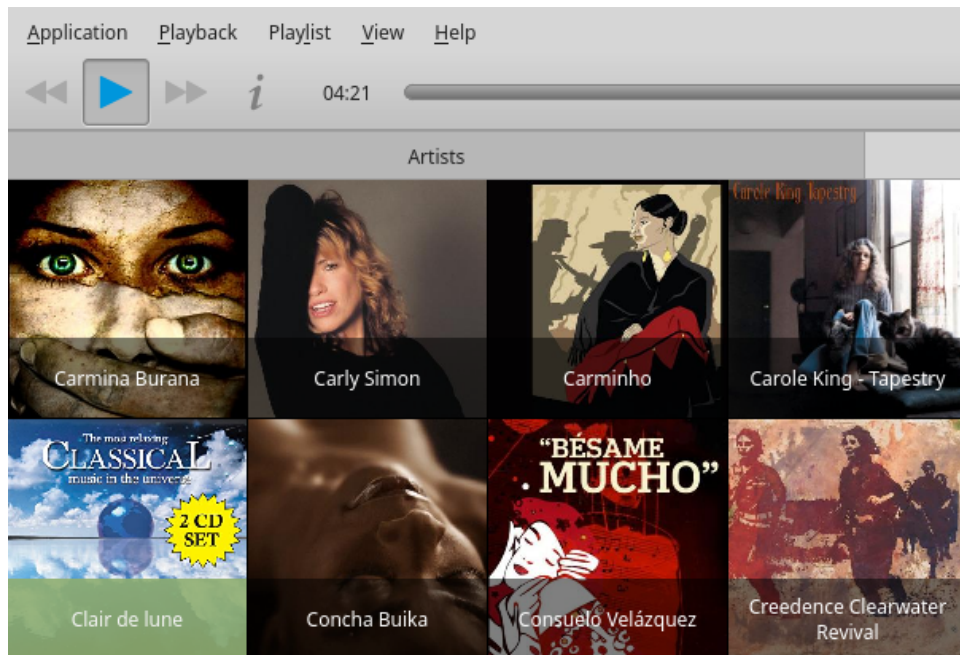 Application Playback Playlist View Help
04:21
Artists
Carole King Tapestry
Carmina Burana
Carly Simon
Carminho
Carole King - Tapestry
The most relaxing
CLASSICAL
music in the universe
2 CD
SET
Clair de lune
Concha Buika
“BÉSAME
MUCHO”
Consuelo Velázquez
Creedence Clearwater
Revival